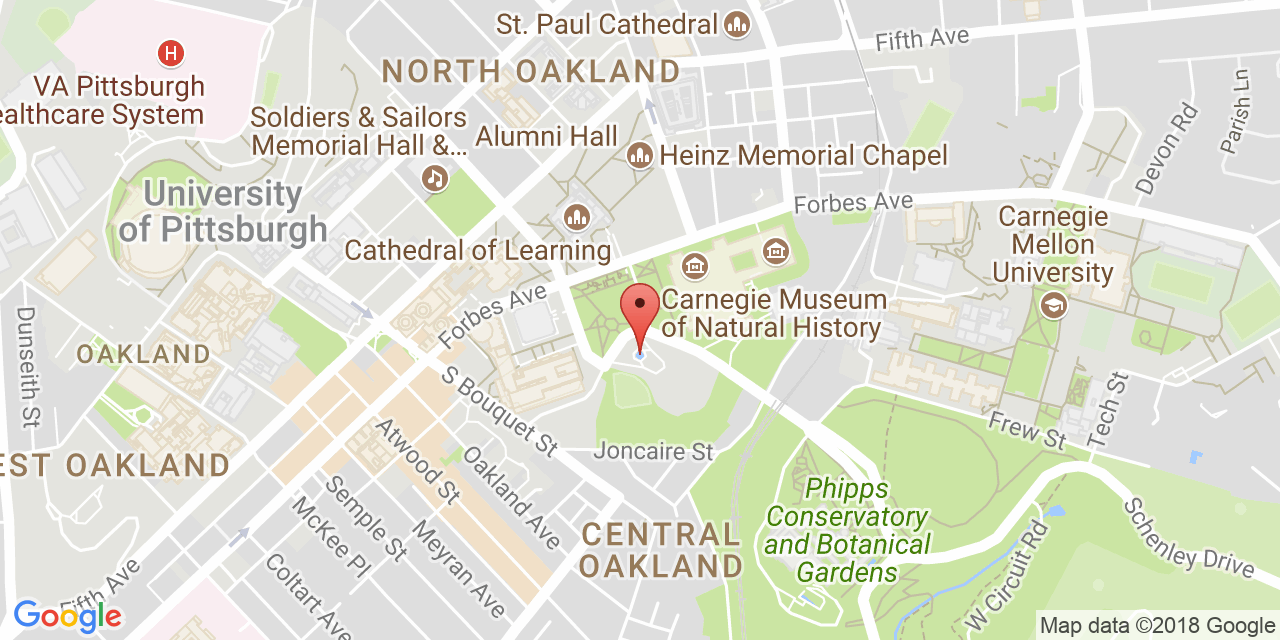 St. Paul Cathedral
Fifth Ave
H
VA Pittsburgh
ealthcare System
NORTH OAKLAND
Soldiers & Sailors
Memorial Hall &...
Alumni Hall
Heinz Memorial Chapel
Devon Rd
Parish Ln
University
of Pittsburgh
Forbes Ave
Carnegie
Mellon
University
Cathedral of Learning
Forbes Ave
Carnegie Museum
of Natural History
Dunseith St
OAKLAND
S Bouquet St
Atwood St
Frew St
Tech St
EST OAKLAND
Joncaire St
Oakland Ave
Semple St
McKee Pl
Meyran Ave
Coltart Ave
Fifth Ave
CENTRAL
OAKLAND
Phipps
Conservatory
and Botanical
Gardens
Schenley Drive
W Circuit Rd
Google
Map data ©2018 Google